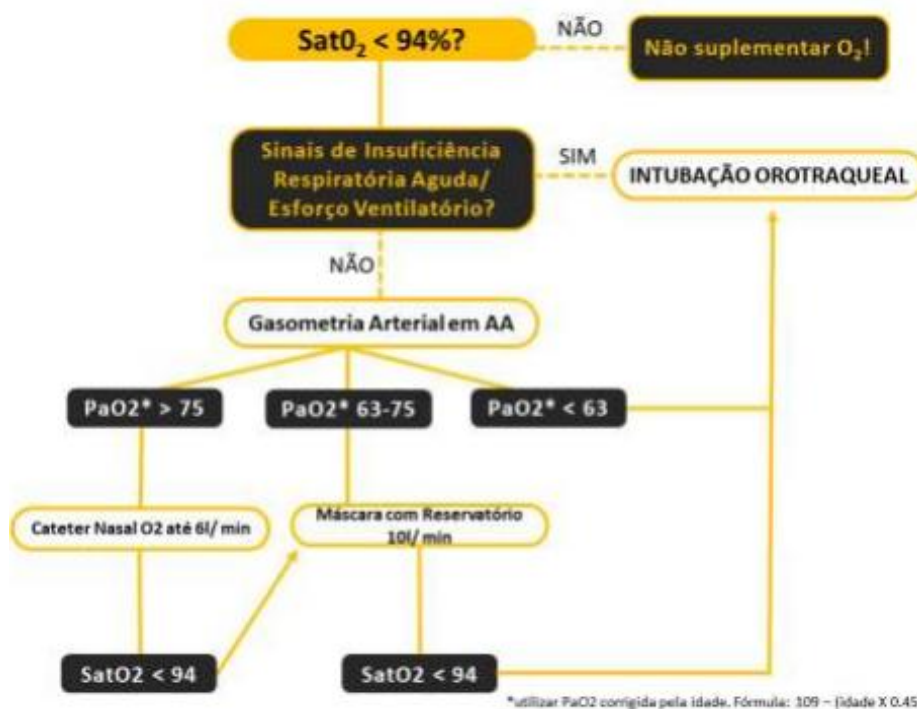 SatO₂ < 94%?
NÃO
Não suplementar O₂!
Sinais de Insuficiência
Respiratória Aguda/
Esforço Ventilatório?
SIM
INTUBAÇÃO OROTRAQUEAL
NÃO
Gasometria Arterial em AA
PaO2* > 75
PaO2* 63-75
PaO2* < 63
Cateter Nasal O2 até 6l/ min
Máscara com Reservatório
10l/ min
SatO2 < 94
SatO2 < 94
*utilizar PaO2 corrigida pela idade. Fórmula: 109 – (idade X 0.45